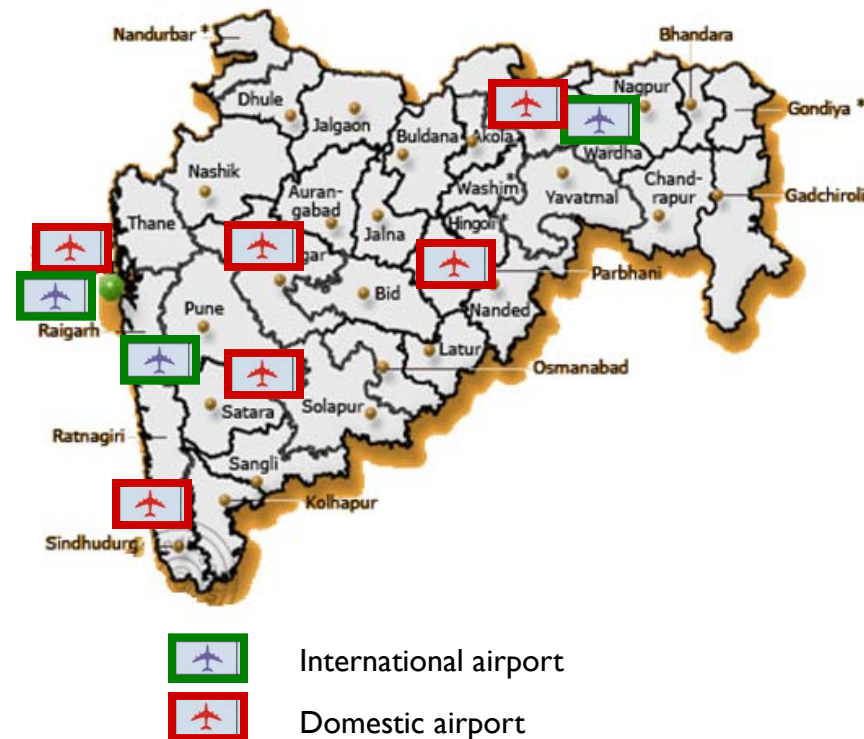 Nandurbar *
Bhandara
Dhule
Jalgaon
Nagpur
Gondiya *
Buldana
Akola
Wardha
Nashik
Auran-
gabad
Washim*
Yavatmal
Chand-
rapur
Gadchiroli
Thane
Jalna
Hingoli*
gar
Parbhani
Bid
Nanded
Pune
Raigarh
Latur
Osmanabad
Satara
Solapur
Ratnagiri
Sangli
Kolhapur
Sindhudurg
International airport
Domestic airport